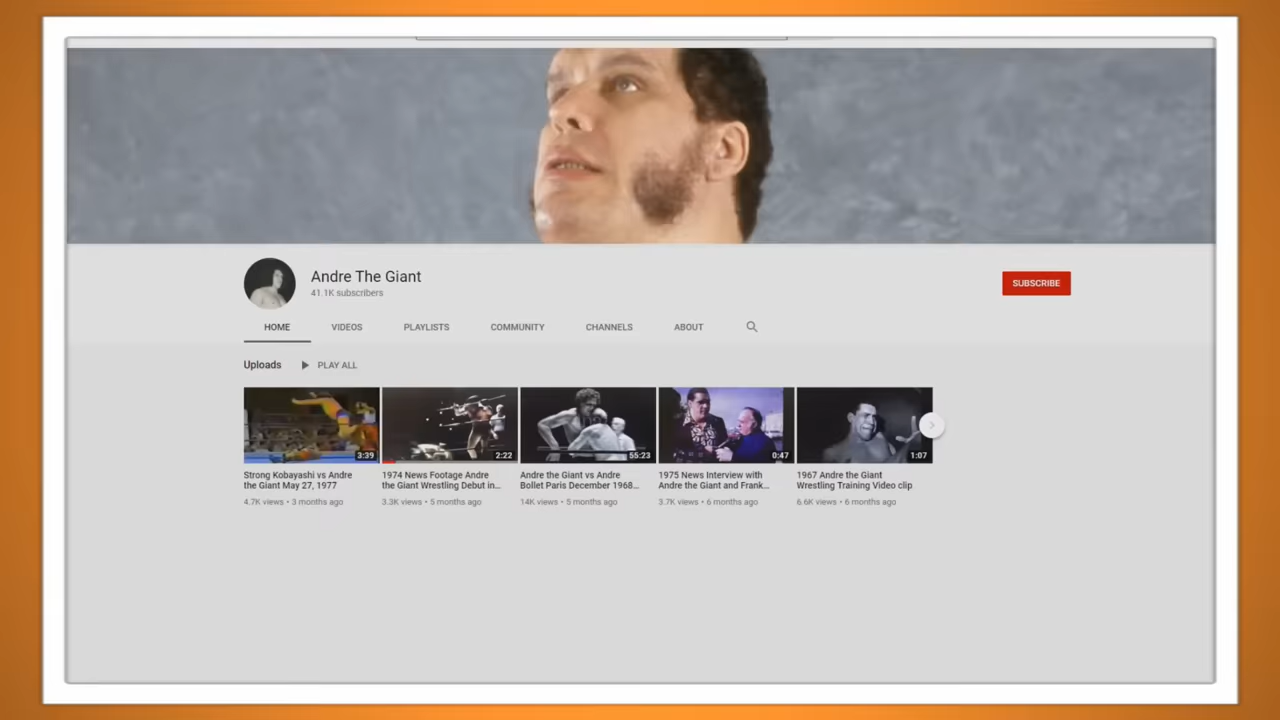 Andre The Giant
41.1K subscribers
SUBSCRIBE
HOME VIDEOS PLAYLISTS COMMUNITY CHANNELS ABOUT
Uploads PLAY ALL
3:39 2:22 55:23 0:47 1:07
Strong Kobayashi vs Andre
the Giant May 27, 1977
4.7K views • 3 months ago
1974 News Footage Andre
the Giant Wrestling Debut in...
3.3K views • 5 months ago
Andre the Giant vs Andre
Bollet Paris December 1968...
14K views • 5 months ago
1975 News Interview with
Andre the Giant and Frank...
3.7K views • 6 months ago
1967 Andre the Giant
Wrestling Training Video clip
6.6K views • 6 months ago